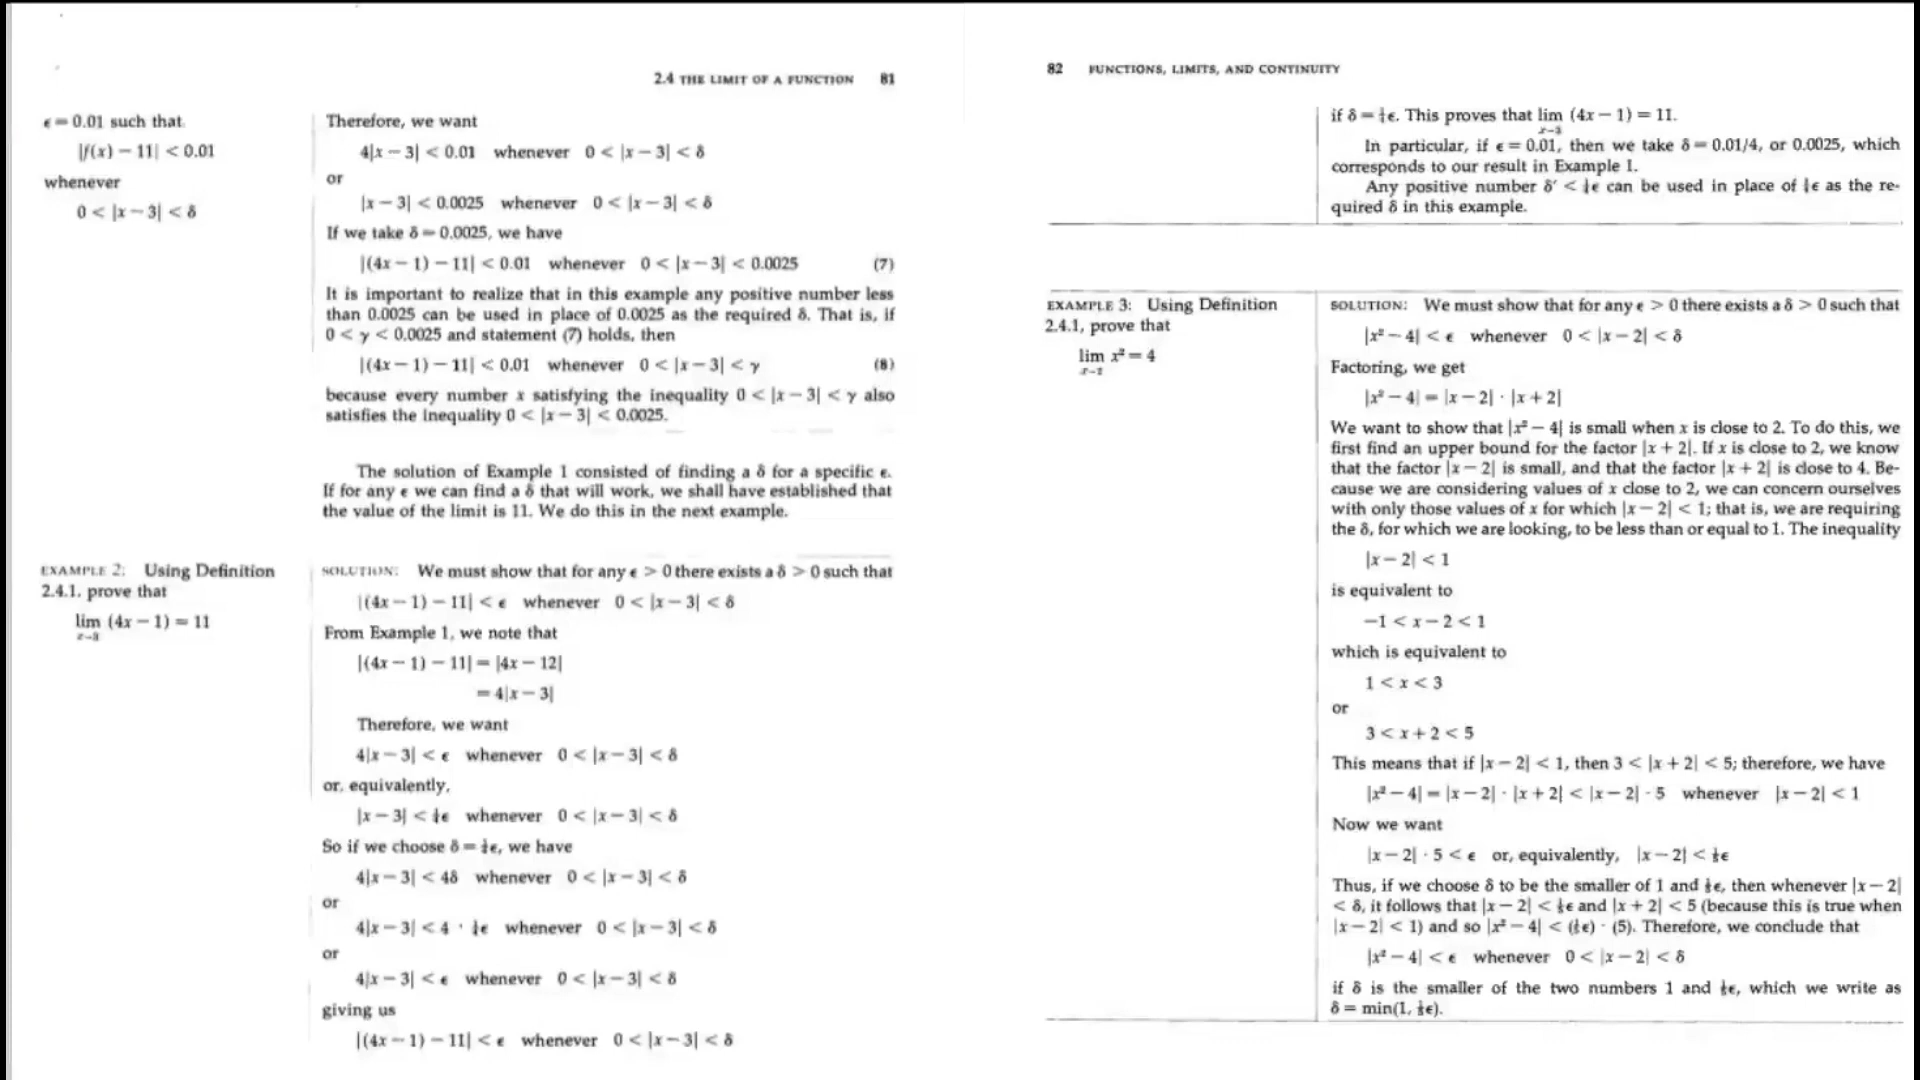 2.4 THE LIMIT OF A FUNCTION 81
ϵ = 0.01 such that
|f(x) − 11| < 0.01
whenever
0 < |x − 3| < δ
Therefore, we want
4|x − 3| < 0.01 whenever 0 < |x − 3| < δ
or
|x − 3| < 0.0025 whenever 0 < |x − 3| < δ
If we take δ = 0.0025, we have
|(4x − 1) − 11| < 0.01 whenever 0 < |x − 3| < 0.0025 (7)
It is important to realize that in this example any positive number less
than 0.0025 can be used in place of 0.0025 as the required δ. That is, if
0 < γ < 0.0025 and statement (7) holds, then
|(4x − 1) − 11| < 0.01 whenever 0 < |x − 3| < γ (8)
because every number x satisfying the inequality 0 < |x − 3| < γ also
satisfies the inequality 0 < |x − 3| < 0.0025.
The solution of Example 1 consisted of finding a δ for a specific ϵ.
If for any ϵ we can find a δ that will work, we shall have established that
the value of the limit is 11. We do this in the next example.
EXAMPLE 2: Using Definition
2.4.1, prove that
lim (4x − 1) = 11
x→3
SOLUTION: We must show that for any ϵ > 0 there exists a δ > 0 such that
|(4x − 1) − 11| < ϵ whenever 0 < |x − 3| < δ
From Example 1, we note that
|(4x − 1) − 11| = |4x − 12|
= 4|x − 3|
Therefore, we want
4|x − 3| < ϵ whenever 0 < |x − 3| < δ
or, equivalently,
|x − 3| < ¼ϵ whenever 0 < |x − 3| < δ
So if we choose δ = ¼ϵ, we have
4|x − 3| < 4δ whenever 0 < |x − 3| < δ
or
4|x − 3| < 4 · ¼ϵ whenever 0 < |x − 3| < δ
or
4|x − 3| < ϵ whenever 0 < |x − 3| < δ
giving us
|(4x − 1) − 11| < ϵ whenever 0 < |x − 3| < δ
82 FUNCTIONS, LIMITS, AND CONTINUITY
if δ = ¼ϵ. This proves that lim (4x − 1) = 11.
x→3
In particular, if ϵ = 0.01, then we take δ = 0.01/4, or 0.0025, which
corresponds to our result in Example 1.
Any positive number δ′ < ¼ϵ can be used in place of ¼ϵ as the re-
quired δ in this example.
EXAMPLE 3: Using Definition
2.4.1, prove that
lim x² = 4
x→2
SOLUTION: We must show that for any ϵ > 0 there exists a δ > 0 such that
|x² − 4| < ϵ whenever 0 < |x − 2| < δ
Factoring, we get
|x² − 4| = |x − 2| · |x + 2|
We want to show that |x² − 4| is small when x is close to 2. To do this, we
first find an upper bound for the factor |x + 2|. If x is close to 2, we know
that the factor |x − 2| is small, and that the factor |x + 2| is close to 4. Be-
cause we are considering values of x close to 2, we can concern ourselves
with only those values of x for which |x − 2| < 1; that is, we are requiring
the δ, for which we are looking, to be less than or equal to 1. The inequality
|x − 2| < 1
is equivalent to
−1 < x − 2 < 1
which is equivalent to
1 < x < 3
or
3 < x + 2 < 5
This means that if |x − 2| < 1, then 3 < |x + 2| < 5; therefore, we have
|x² − 4| = |x − 2| · |x + 2| < |x − 2| · 5 whenever |x − 2| < 1
Now we want
|x − 2| · 5 < ϵ or, equivalently, |x − 2| < ⅕ϵ
Thus, if we choose δ to be the smaller of 1 and ⅕ϵ, then whenever |x − 2|
< δ, it follows that |x − 2| < ⅕ϵ and |x + 2| < 5 (because this is true when
|x − 2| < 1) and so |x² − 4| < (⅕ϵ) · (5). Therefore, we conclude that
|x² − 4| < ϵ whenever 0 < |x − 2| < δ
if δ is the smaller of the two numbers 1 and ⅕ϵ, which we write as
δ = min(1, ⅕ϵ).